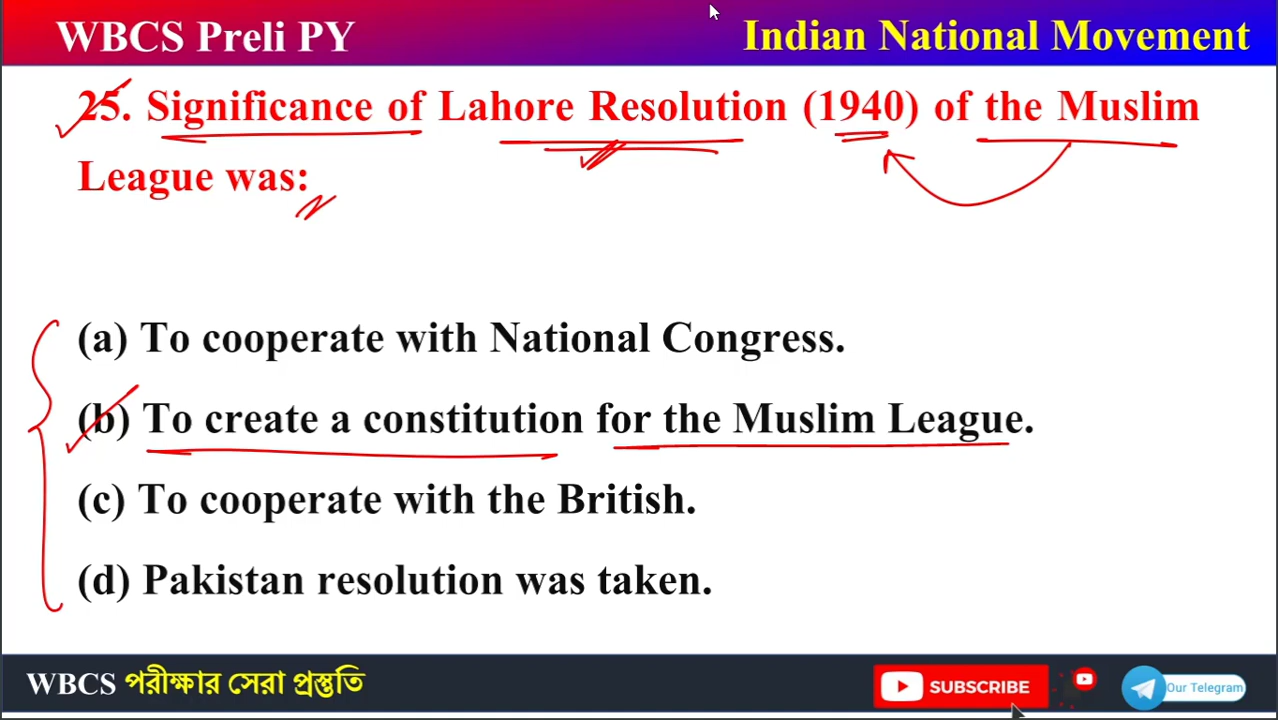 WBCS Preli PY
Indian National Movement
25. Significance of Lahore Resolution (1940) of the Muslim
League was:
(a) To cooperate with National Congress.
(b) To create a constitution for the Muslim League.
(c) To cooperate with the British.
(d) Pakistan resolution was taken.
WBCS পরীক্ষার সেরা প্রস্তুতি
SUBSCRIBE
Our Telegram